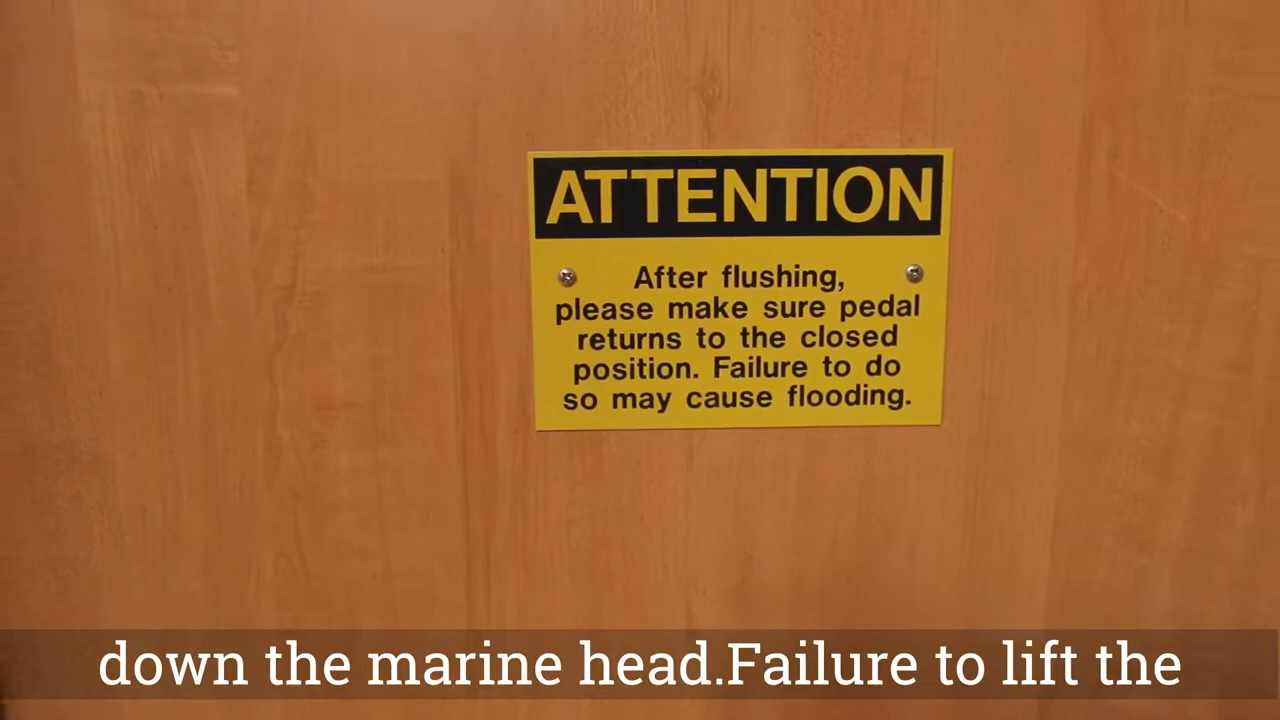 ATTENTION
After flushing,
please make sure pedal
returns to the closed
position. Failure to do
so may cause flooding.
down the marine head.Failure to lift the